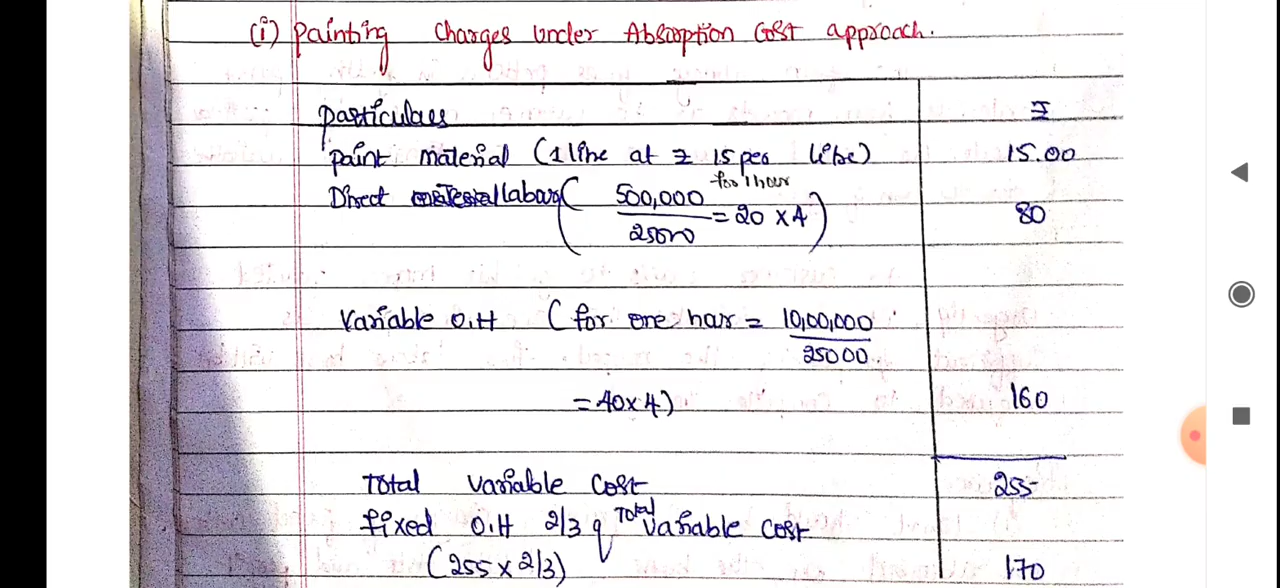 (i) Painting charges under Absorption Cost approach.
Particulars ₹
Paint material (1 litre at ₹ 15 per litre) 15.00
for 1 hour
Direct labour ( 500,000 / 25000 = 20 x 4 ) 80
Variable O.H ( for one hour = 10,00,000 / 25000
= 40 x 4) 160
Total Variable Cost 255
Fixed O.H 2/3 of Total Variable Cost
(255 x 2/3) 170